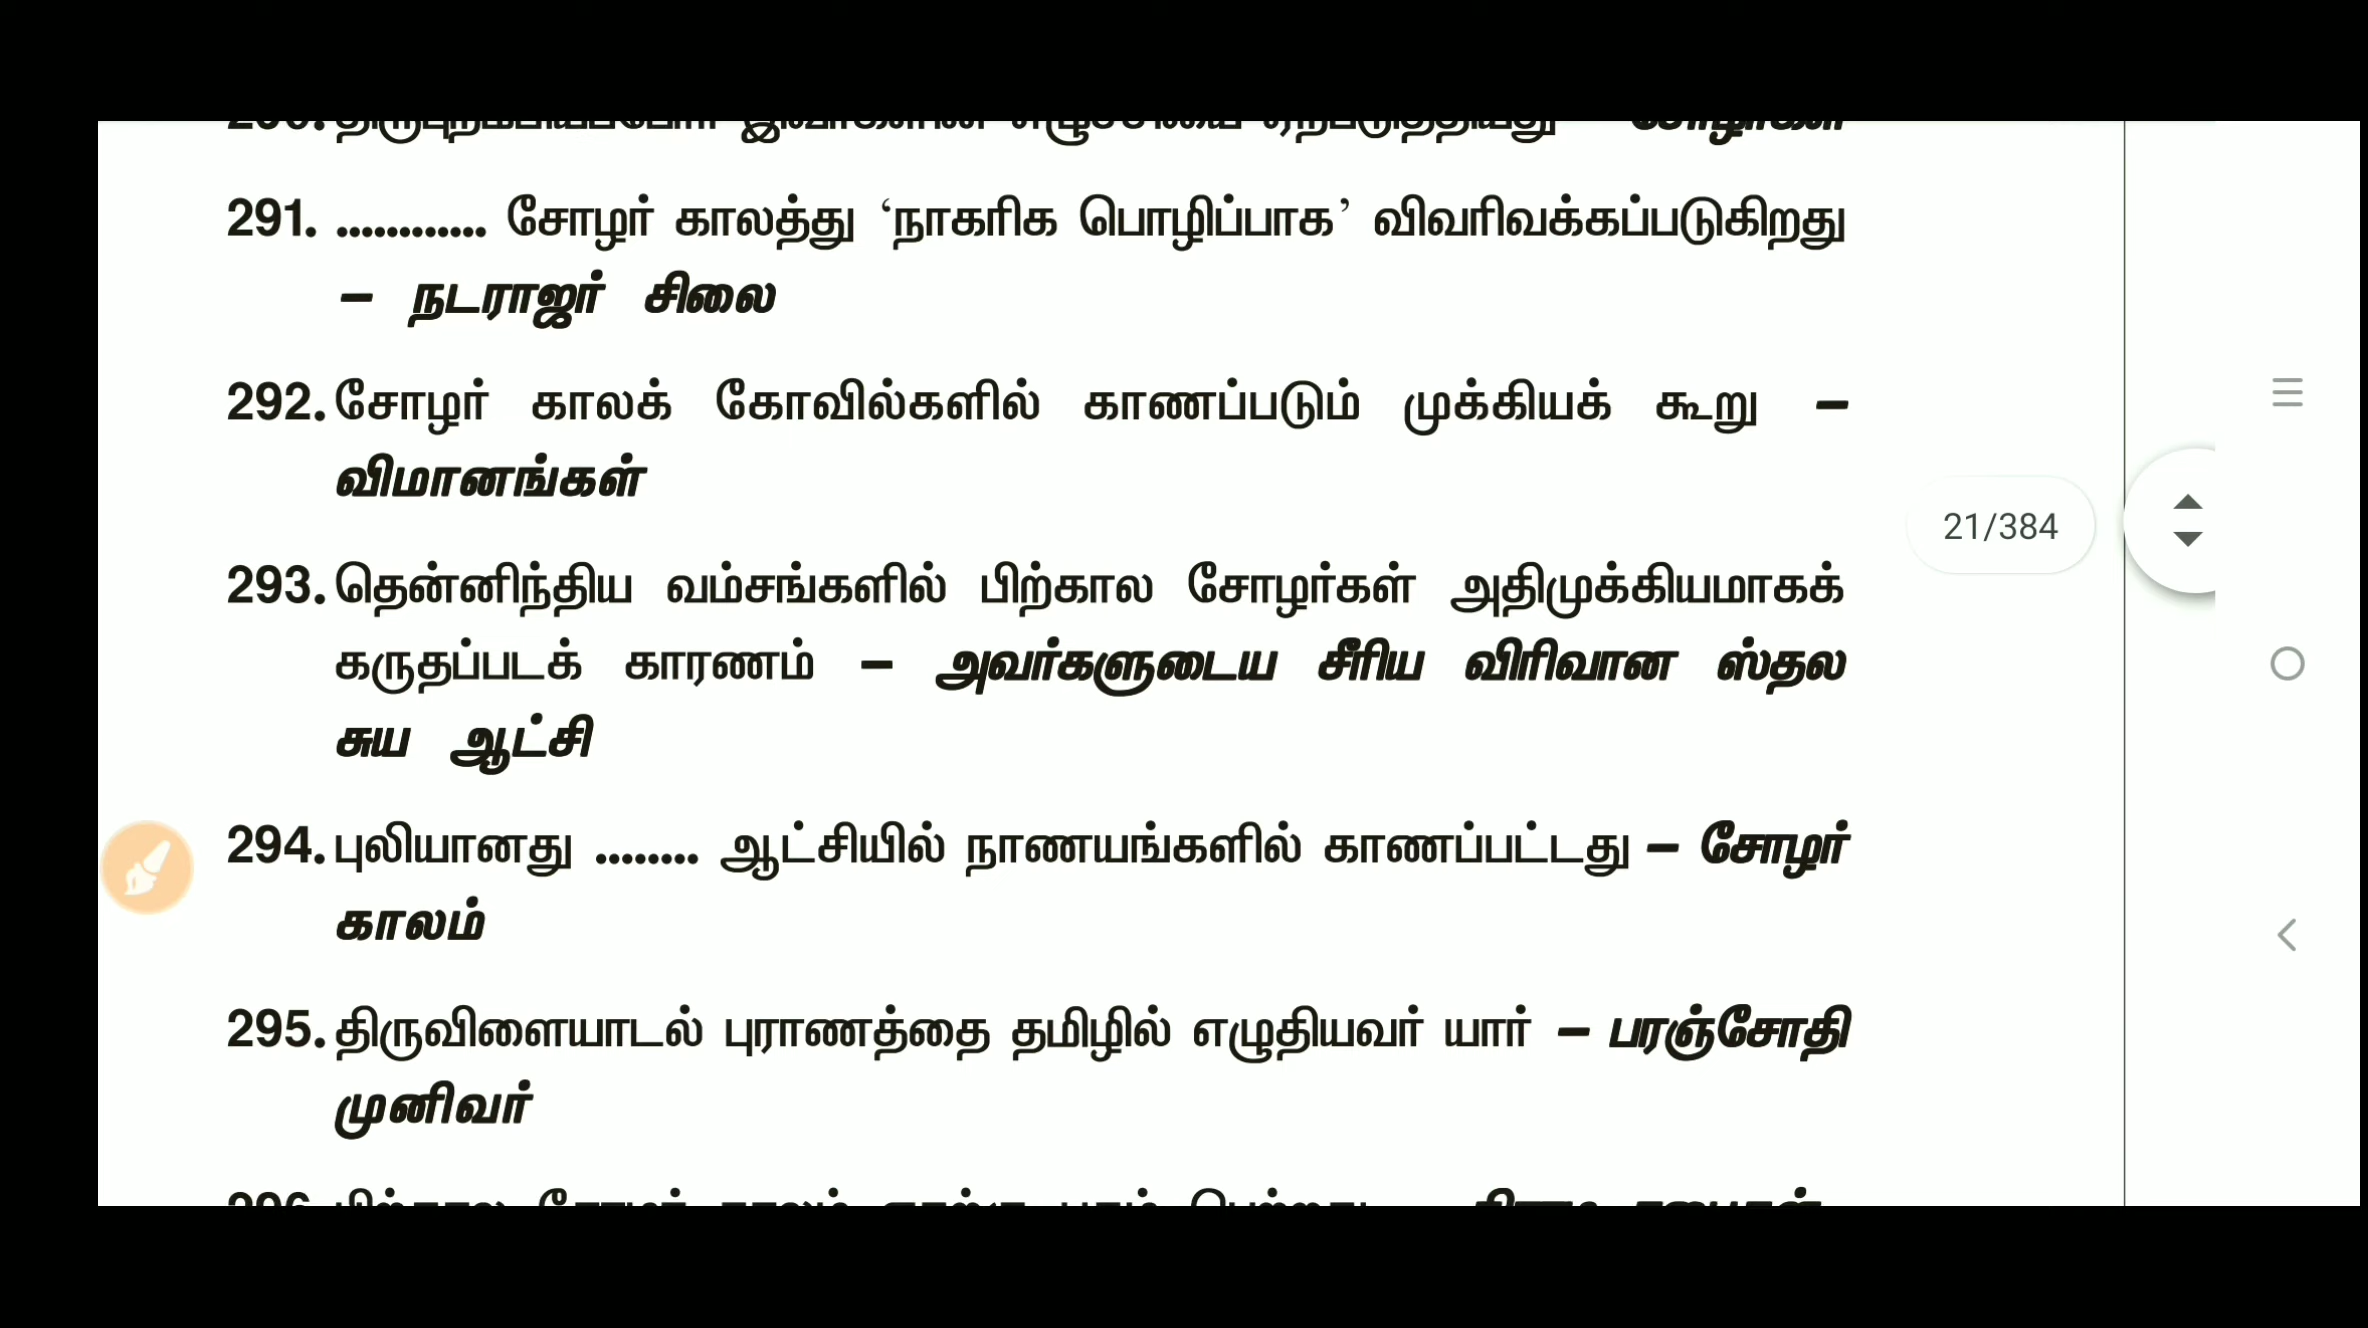 291. ............ சோழர் காலத்து ‘நாகரிக பொழிப்பாக’ விவரிவக்கப்படுகிறது
– நடராஜர் சிலை
292. சோழர் காலக் கோவில்களில் காணப்படும் முக்கியக் கூறு –
விமானங்கள்
293. தென்னிந்திய வம்சங்களில் பிற்கால சோழர்கள் அதிமுக்கியமாகக்
கருதப்படக் காரணம் – அவர்களுடைய சீரிய விரிவான ஸ்தல
சுய ஆட்சி
21/384
294. புலியானது ........ ஆட்சியில் நாணயங்களில் காணப்பட்டது – சோழர்
காலம்
295. திருவிளையாடல் புராணத்தை தமிழில் எழுதியவர் யார் – பரஞ்சோதி
முனிவர்